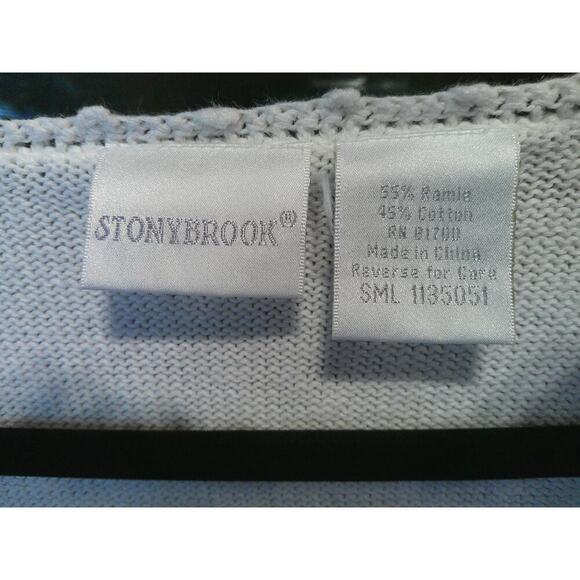 STONYBROOK®
55% Ramie
45% Cotton
RN 81700
Made in China
Reverse for Care
SML 1135051